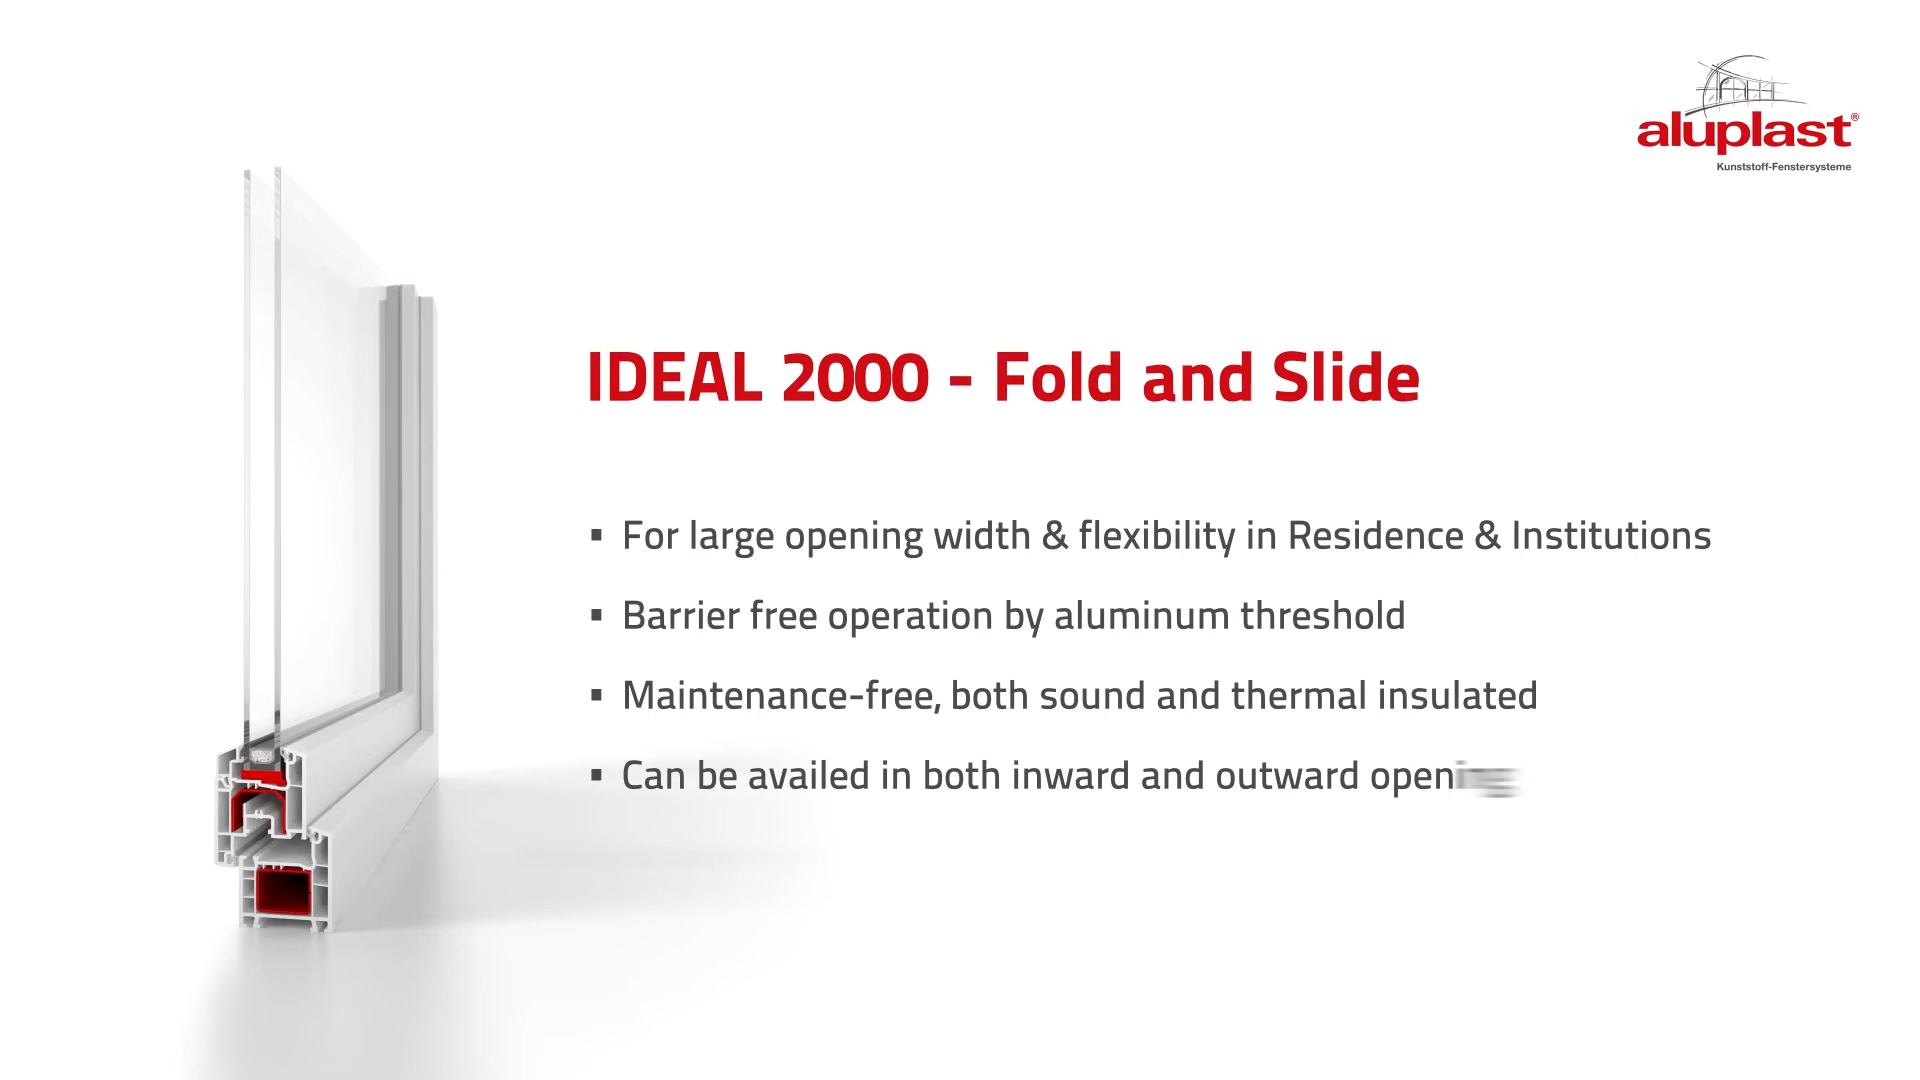 aluplast®
Kunststoff-Fenstersysteme
IDEAL 2000 - Fold and Slide
▪ For large opening width & flexibility in Residence & Institutions
▪ Barrier free operation by aluminum threshold
▪ Maintenance-free, both sound and thermal insulated
▪ Can be availed in both inward and outward